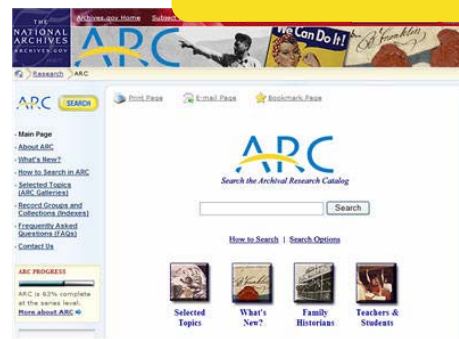 THE
NATIONAL
ARCHIVES
ARCHIVES.GOV
Archives.gov Home Subject
ARC
We Can Do It!
B Franklin
Research > ARC
ARC SEARCH
Main Page
About ARC
What's New?
How to Search in ARC
Selected Topics
(ARC Galleries)
Record Groups and
Collections (Indexes)
Frequently Asked
Questions (FAQs)
Contact Us
ARC PROGRESS
ARC is 63% complete
at the series level.
More about ARC
Print Page E-mail Page Bookmark Page
ARC
Search the Archival Research Catalog
Search
How to Search | Search Options
Selected
Topics
What's
New?
Family
Historians
Teachers &
Students